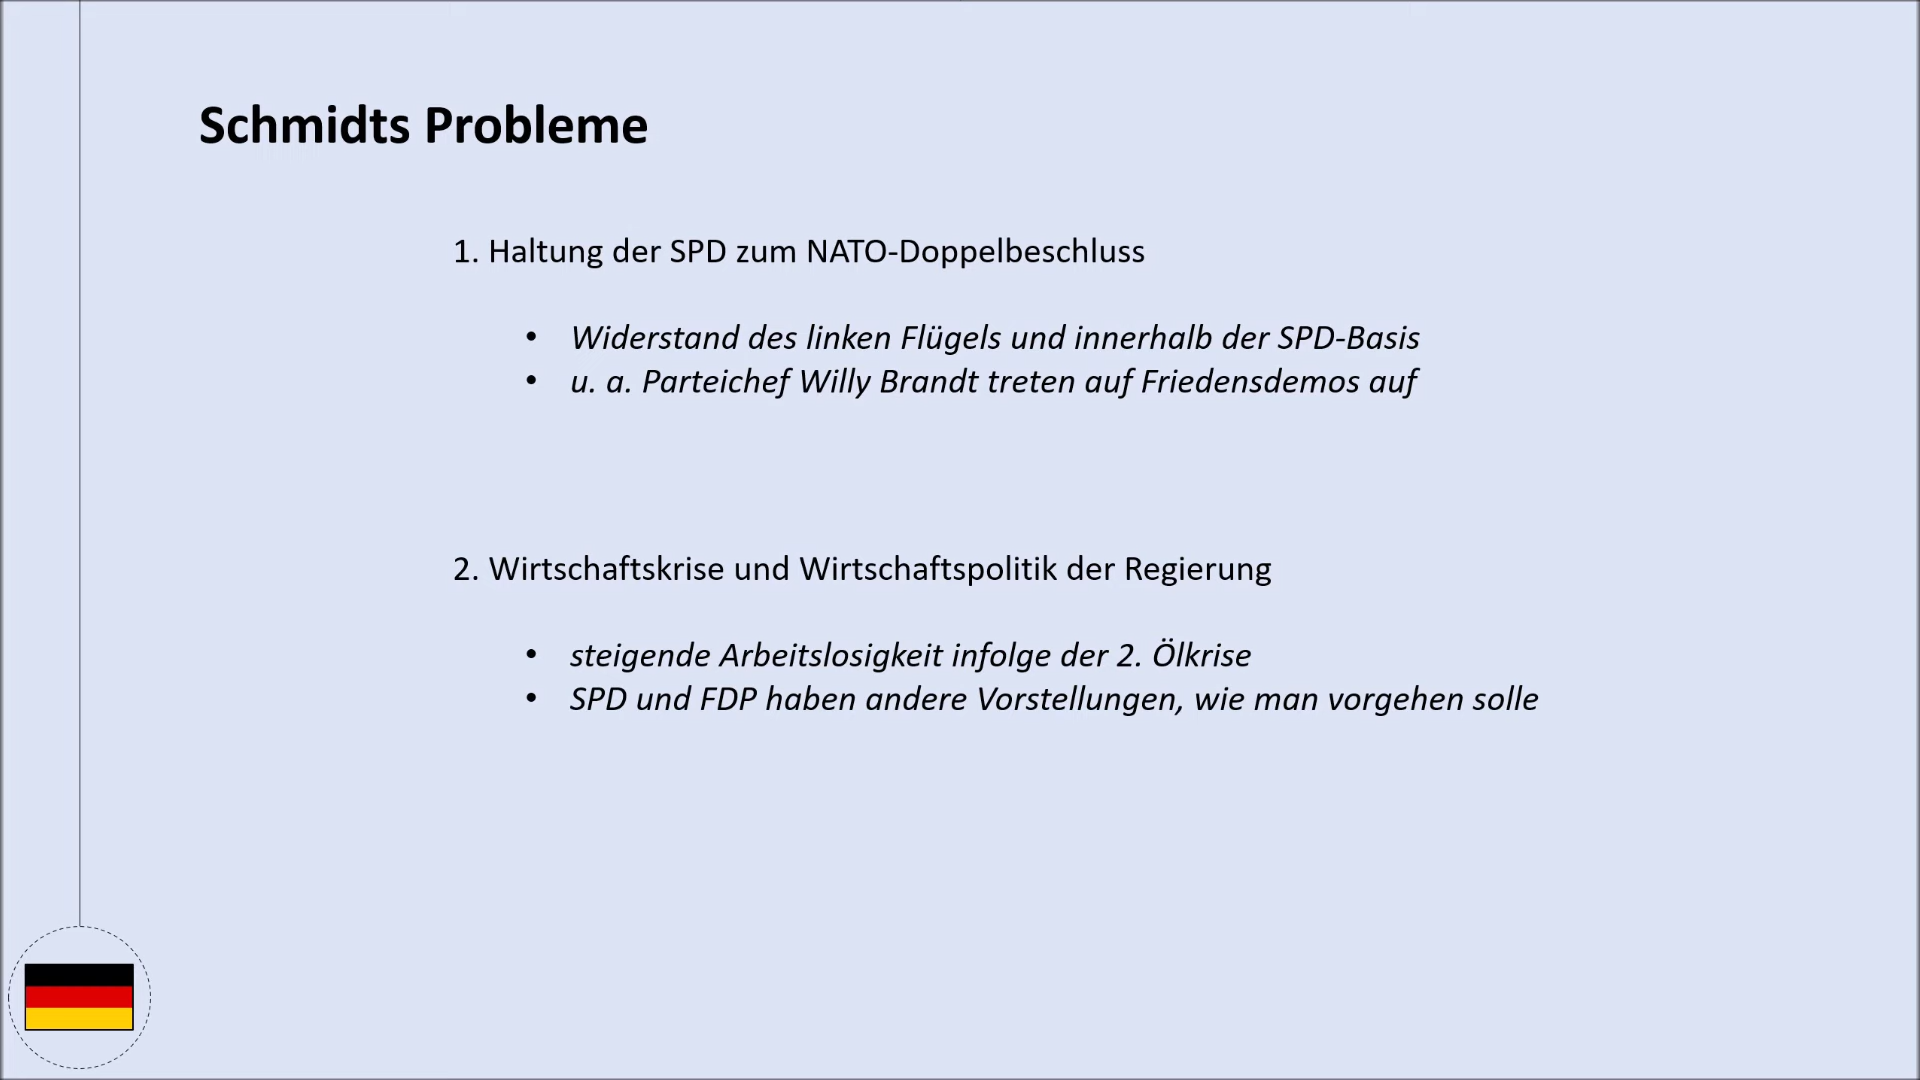 Schmidts Probleme
1. Haltung der SPD zum NATO-Doppelbeschluss
• Widerstand des linken Flügels und innerhalb der SPD-Basis
• u. a. Parteichef Willy Brandt treten auf Friedensdemos auf
2. Wirtschaftskrise und Wirtschaftspolitik der Regierung
• steigende Arbeitslosigkeit infolge der 2. Ölkrise
• SPD und FDP haben andere Vorstellungen, wie man vorgehen solle